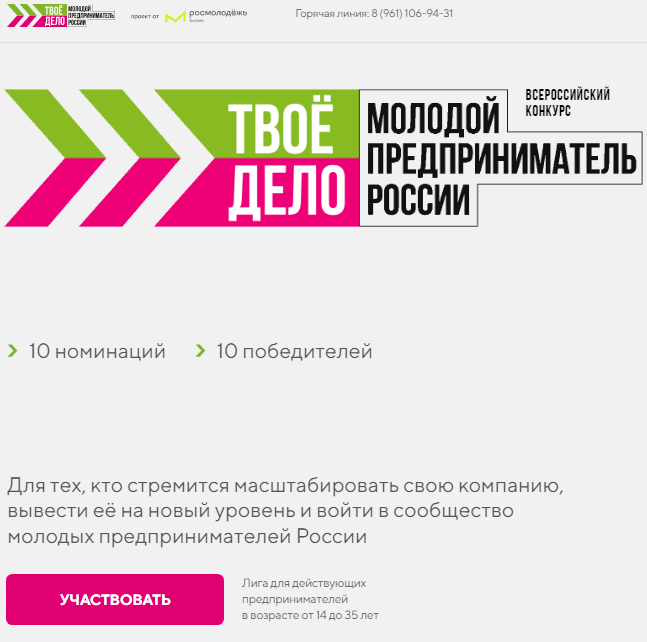 ТВОЁ
ДЕЛО
МОЛОДОЙ
ПРЕДПРИНИМАТЕЛЬ
РОССИИ
проект от
росмолодёжь
бизнес
Горячая линия: 8 (961) 106-94-31
ТВОЁ
ДЕЛО
МОЛОДОЙ
ПРЕДПРИНИМАТЕЛЬ
РОССИИ
ВСЕРОССИЙСКИЙ
КОНКУРС
10 номинаций
10 победителей
Для тех, кто стремится масштабировать свою компанию,
вывести её на новый уровень и войти в сообщество
молодых предпринимателей России
УЧАСТВОВАТЬ
Лига для действующих
предпринимателей
в возрасте от 14 до 35 лет